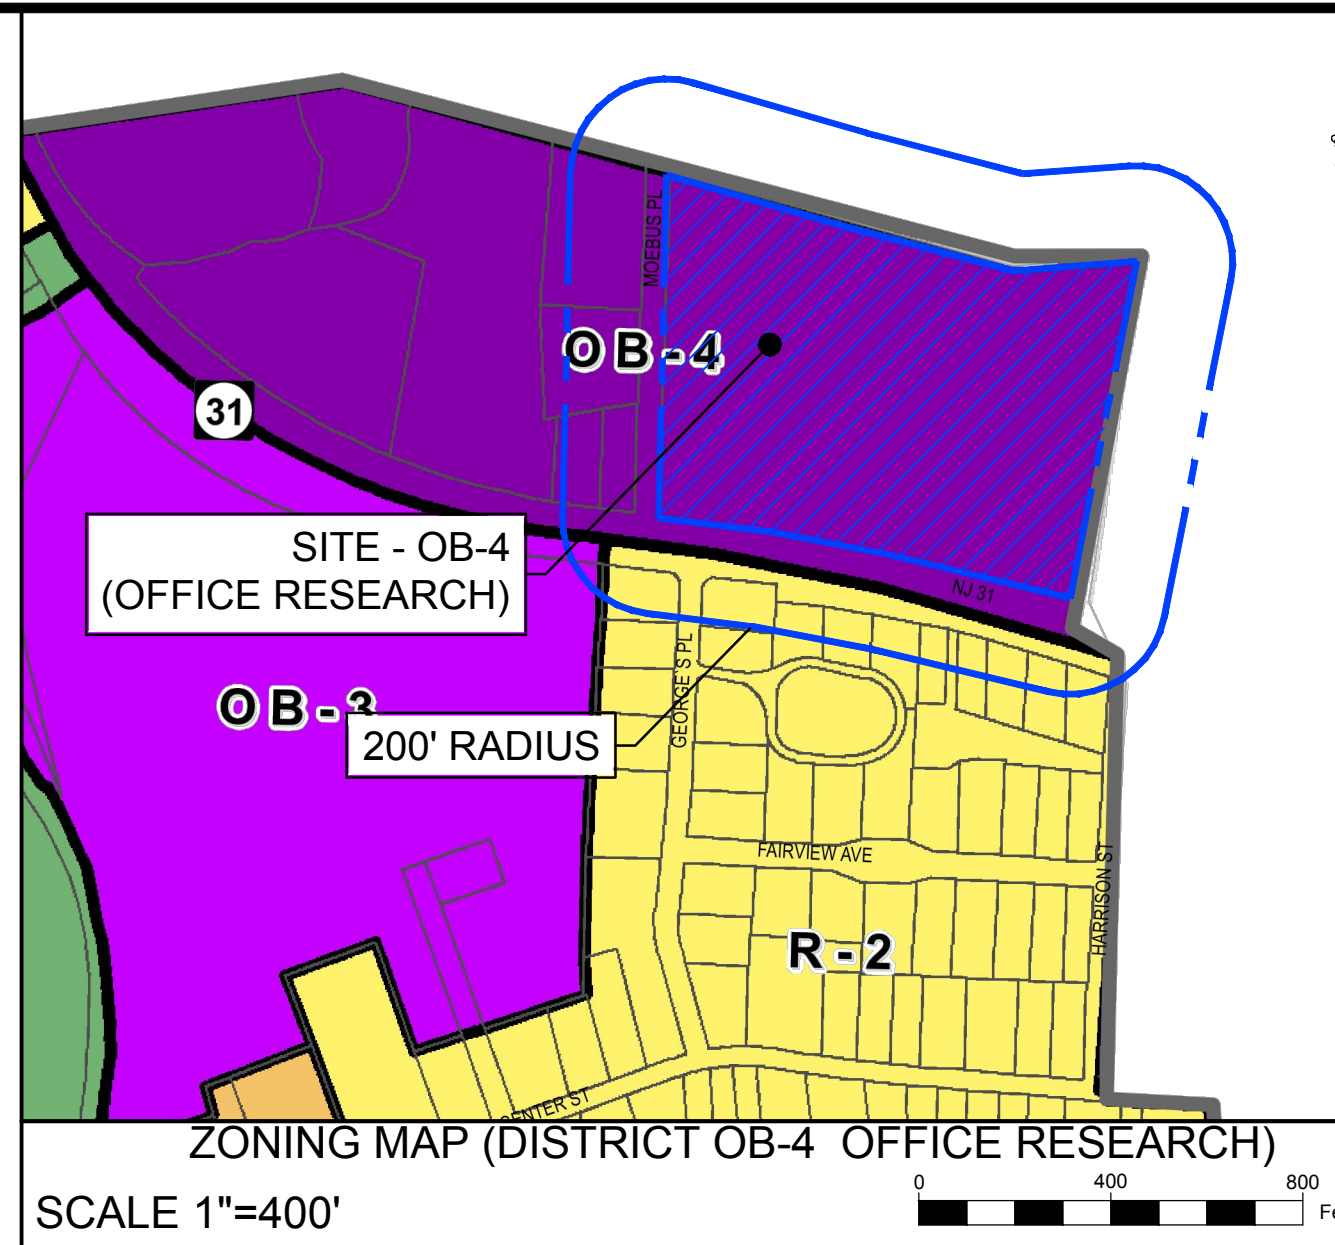 MOEBUS PL
OB-4
31
SITE - OB-4
(OFFICE RESEARCH)
NJ 31
OB-3
GEORGE S PL
200' RADIUS
FAIRVIEW AVE
HARRISON ST
R-2
CENTER ST
ZONING MAP (DISTRICT OB-4 OFFICE RESEARCH)
SCALE 1"=400'
0 400 800